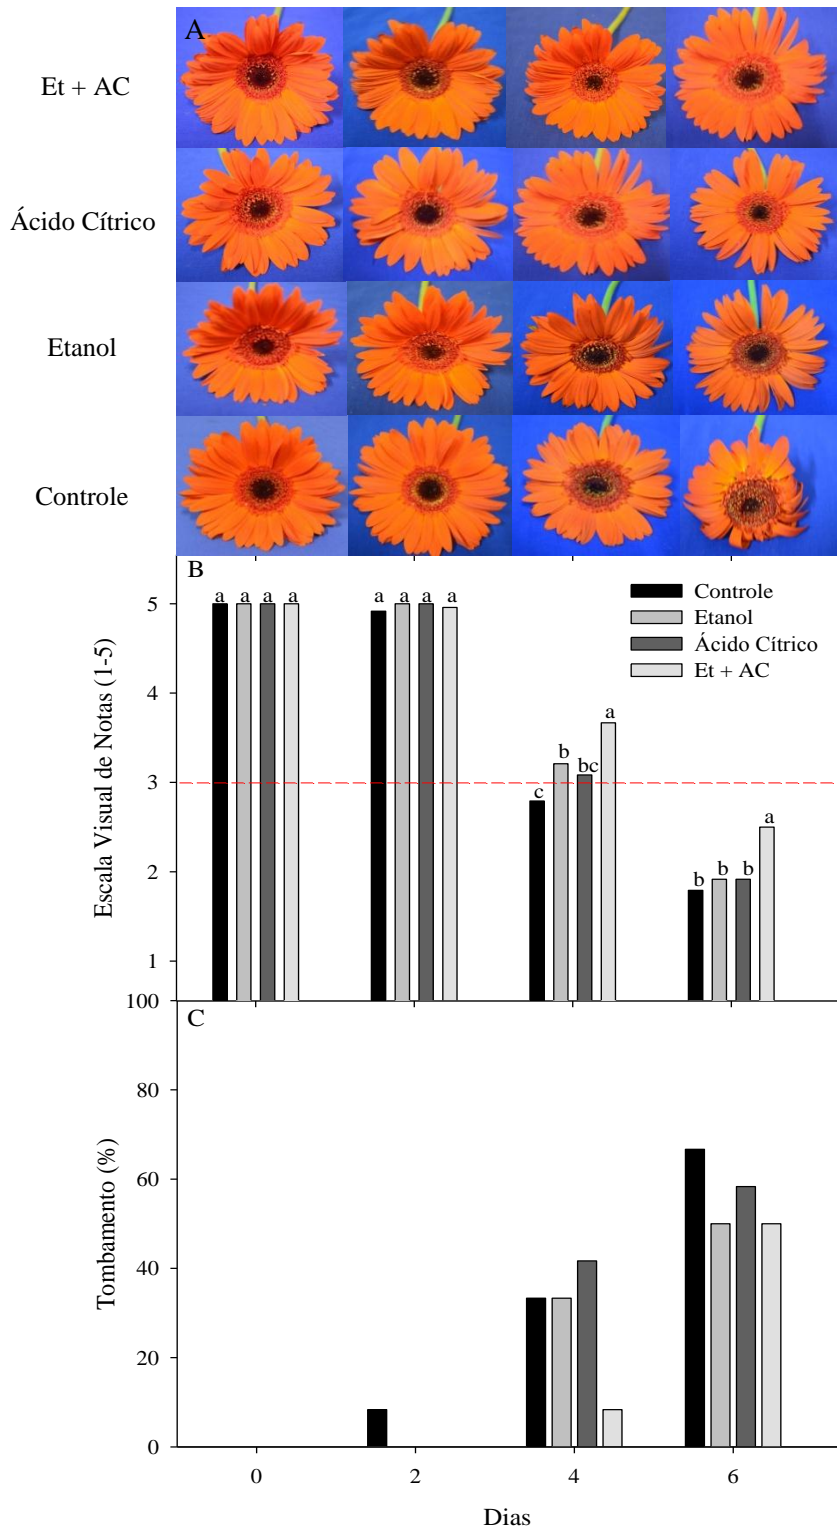 A
Et + AC
Ácido Cítrico
Etanol
Controle
B
a a a a
a a a a
c b bc a
b b b a
Controle
Etanol
Ácido Cítrico
Et + AC
5
4
3
2
1
Escala Visual de Notas (1-5)
C
100
80
60
40
20
0
Tombamento (%)
0 2 4 6
Dias